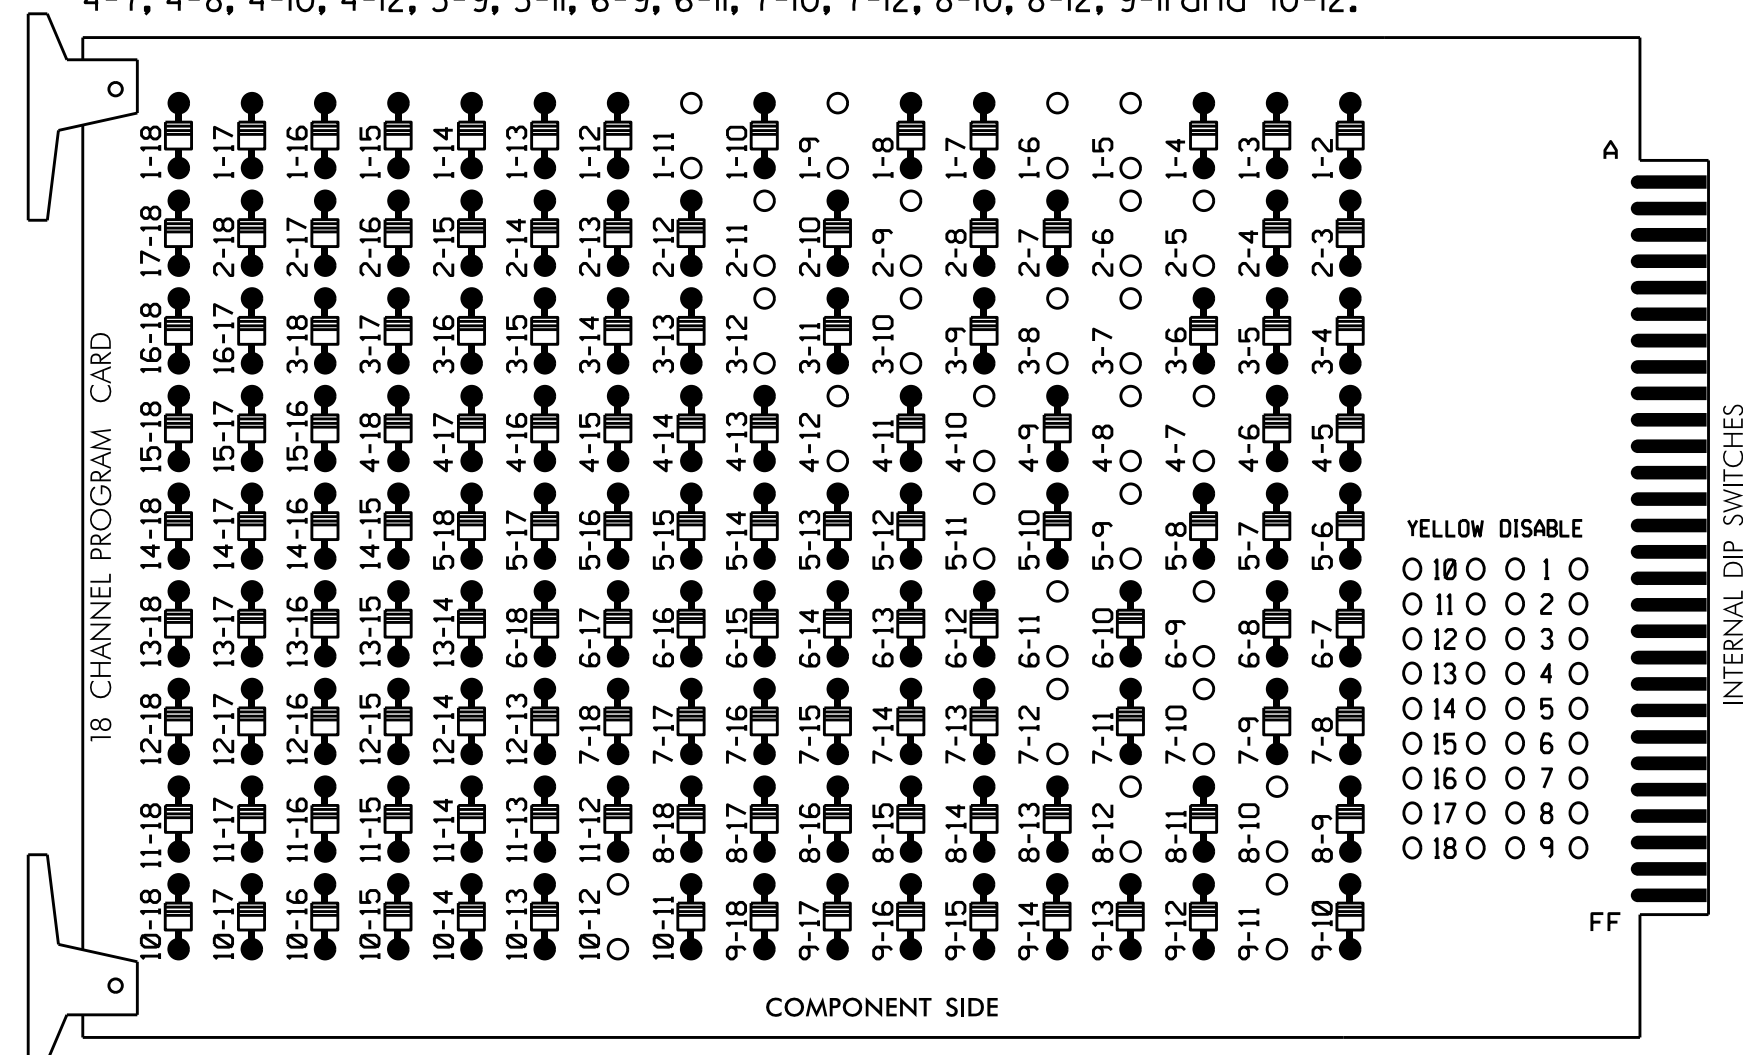 4-7, 4-8, 4-10, 4-12, 5-9, 5-11, 6-9, 6-11, 7-10, 7-12, 8-10, 8-12, 9-11 and 10-12.
1-18 1-17 1-16 1-15 1-14 1-13 1-12 1-11 1-10 1-9 1-8 1-7 1-6 1-5 1-4 1-3 1-2
A
17-18 2-18 2-17 2-16 2-15 2-14 2-13 2-12 2-11 2-10 2-9 2-8 2-7 2-6 2-5 2-4 2-3
16-18 16-17 3-18 3-17 3-16 3-15 3-14 3-13 3-12 3-11 3-10 3-9 3-8 3-7 3-6 3-5 3-4
15-18 15-17 15-16 4-18 4-17 4-16 4-15 4-14 4-13 4-12 4-11 4-10 4-9 4-8 4-7 4-6 4-5
14-18 14-17 14-16 14-15 5-18 5-17 5-16 5-15 5-14 5-13 5-12 5-11 5-10 5-9 5-8 5-7 5-6
13-18 13-17 13-16 13-15 13-14 6-18 6-17 6-16 6-15 6-14 6-13 6-12 6-11 6-10 6-9 6-8 6-7
12-18 12-17 12-16 12-15 12-14 12-13 7-18 7-17 7-16 7-15 7-14 7-13 7-12 7-11 7-10 7-9 7-8
11-18 11-17 11-16 11-15 11-14 11-13 11-12 8-18 8-17 8-16 8-15 8-14 8-13 8-12 8-11 8-10 8-9
10-18 10-17 10-16 10-15 10-14 10-13 10-12 10-11 9-18 9-17 9-16 9-15 9-14 9-13 9-12 9-11 9-10
18 CHANNEL PROGRAM CARD
YELLOW DISABLE
10 1
11 2
12 3
13 4
14 5
15 6
16 7
17 8
18 9
FF
COMPONENT SIDE
INTERNAL DIP SWITCHES